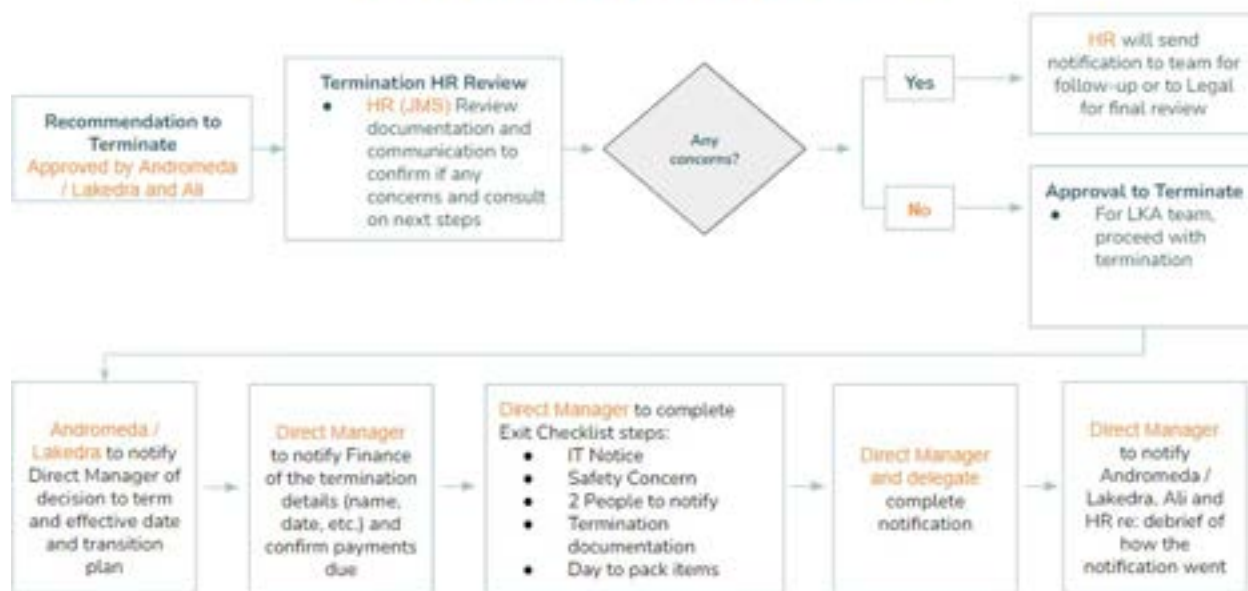 Recommendation to
Terminate
Approved by Andromeda
/ Lakedra and Ali
Termination HR Review
● HR (JMS) Review
documentation and
communication to
confirm if any
concerns and consult
on next steps
Any
concerns?
Yes
HR will send
notification to team for
follow-up or to Legal
for final review
No
Approval to Terminate
● For LKA team,
proceed with
termination
Andromeda /
Lakedra to notify
Direct Manager of
decision to term
and effective date
and transition
plan
Direct Manager
to notify Finance
of the termination
details (name,
date, etc.) and
confirm payments
due
Direct Manager to complete
Exit Checklist steps:
● IT Notice
● Safety Concern
● 2 People to notify
● Termination
documentation
● Day to pack items
Direct Manager
and delegate
complete
notification
Direct Manager
to notify
Andromeda /
Lakedra, Ali and
HR re: debrief of
how the
notification went